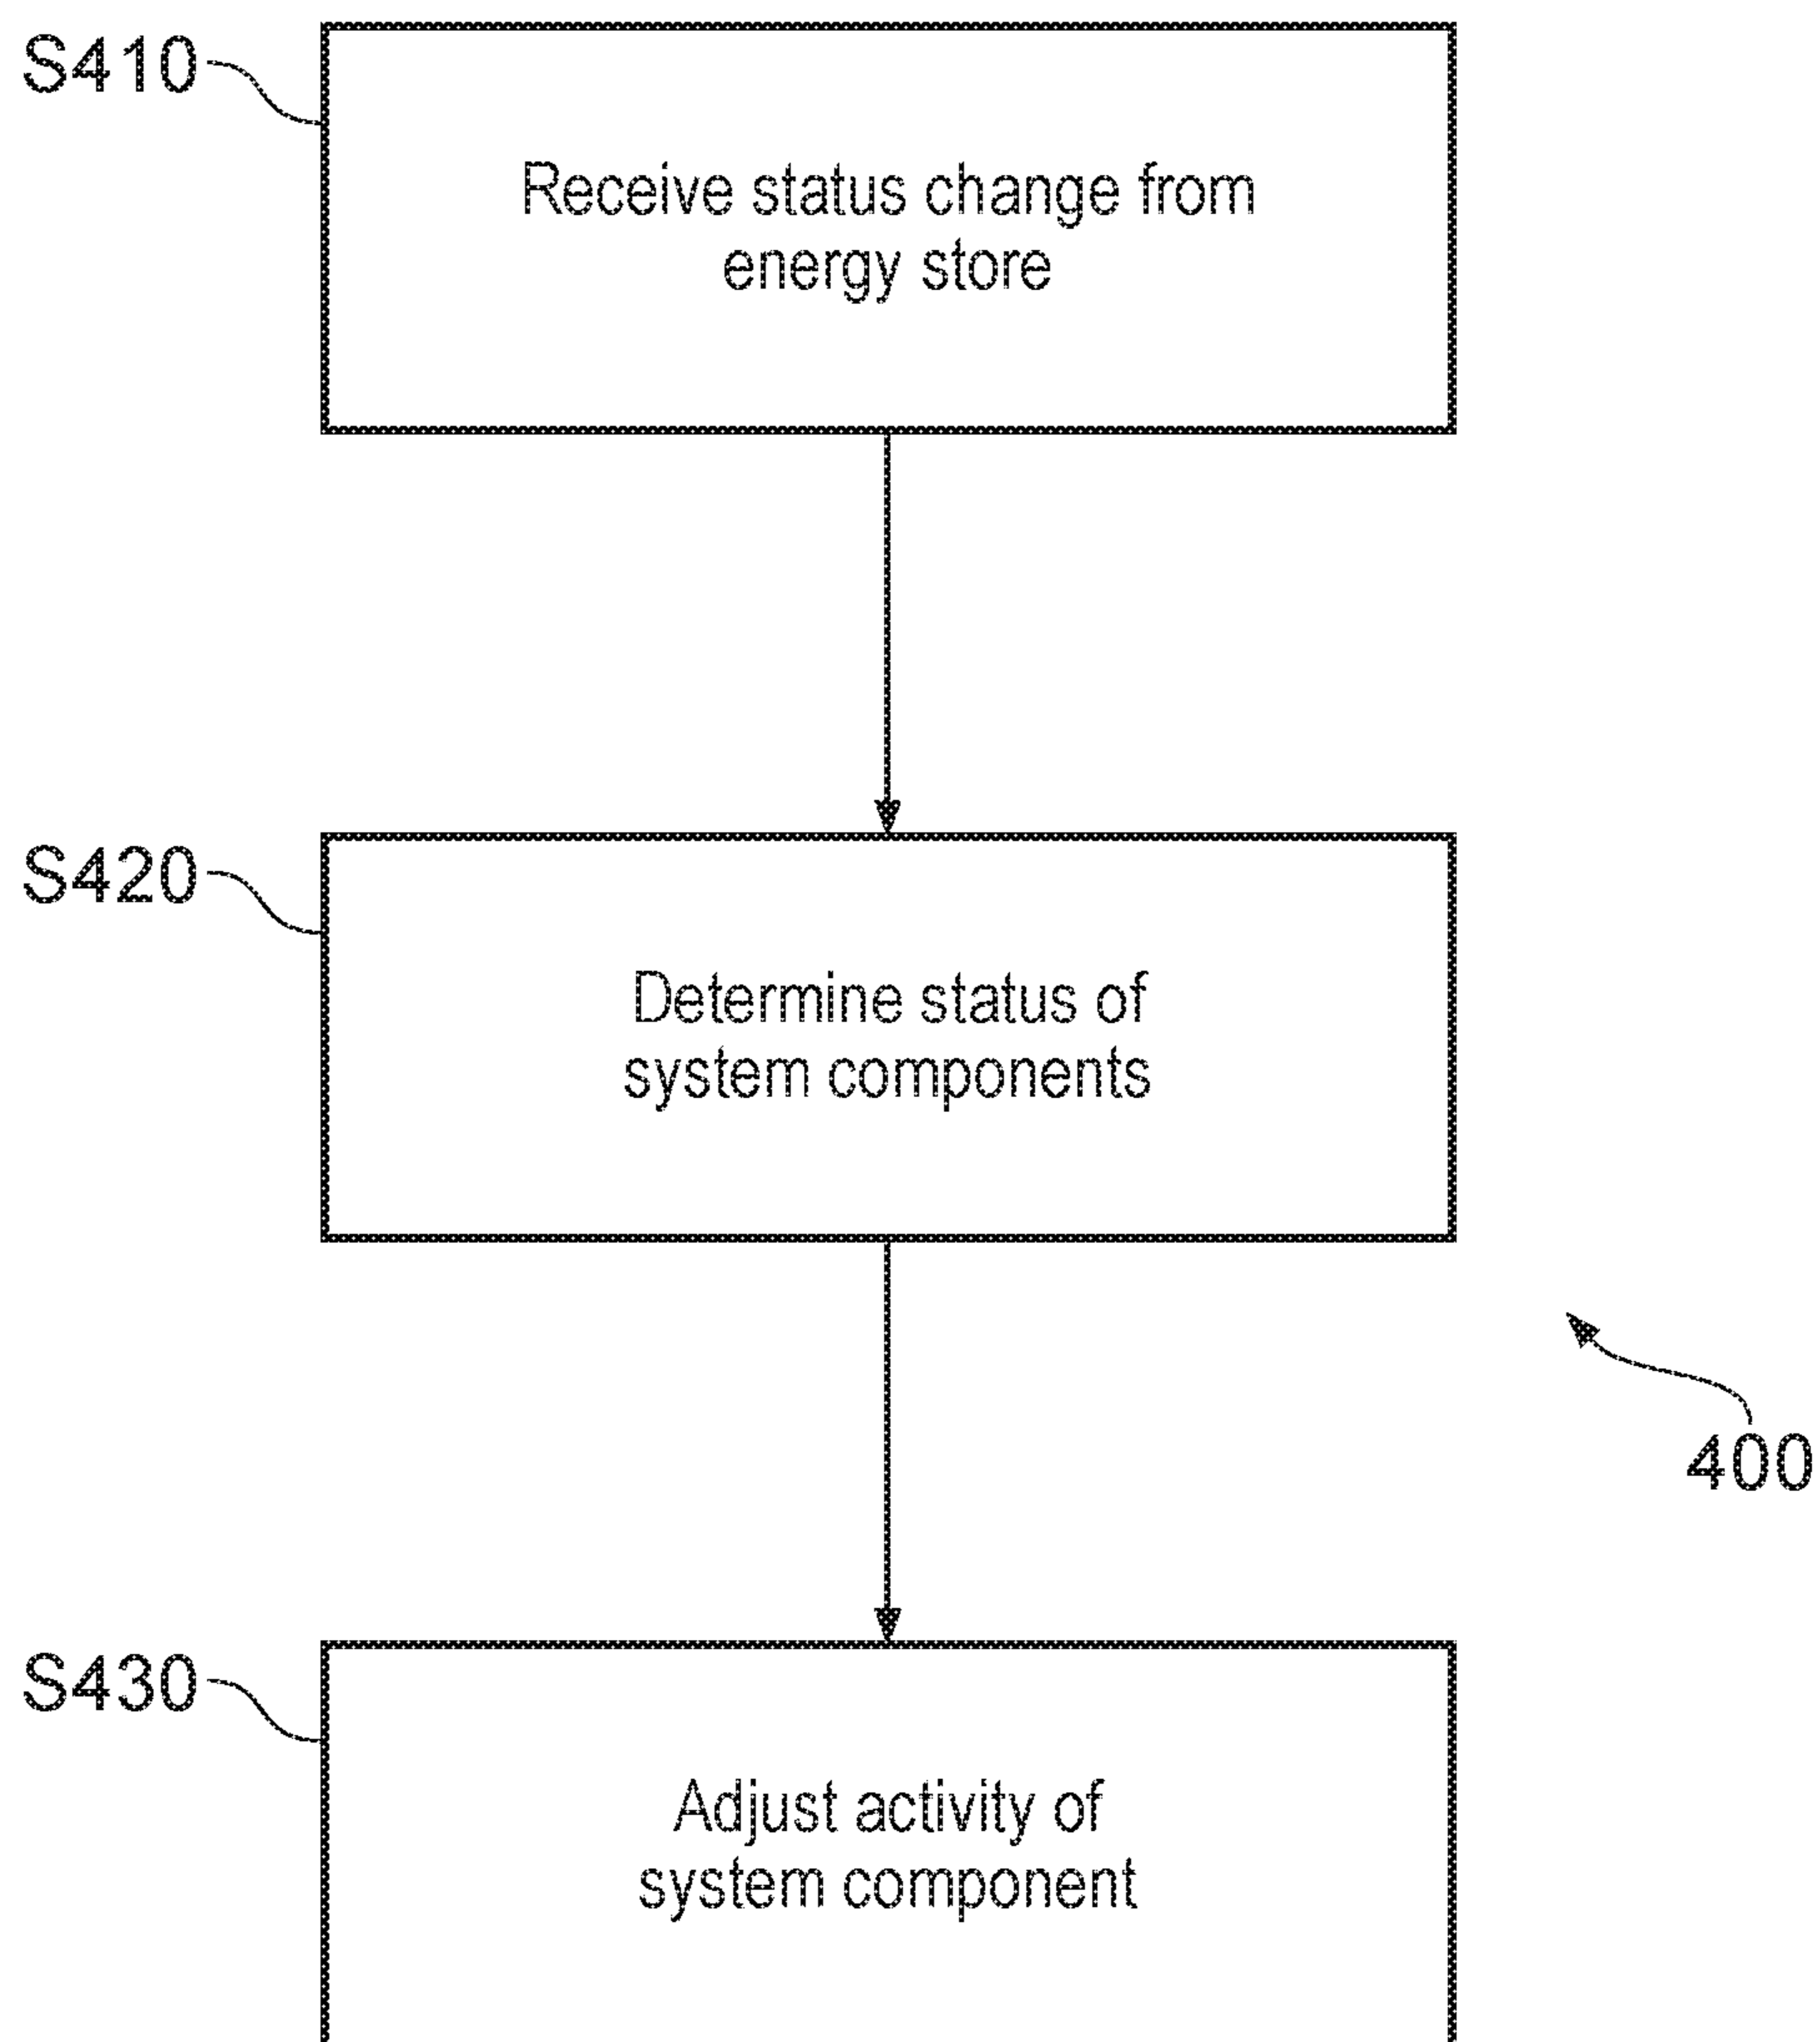 S410
Receive status change from
energy store
S420
Determine status of
system components
400
S430
Adjust activity of
system component